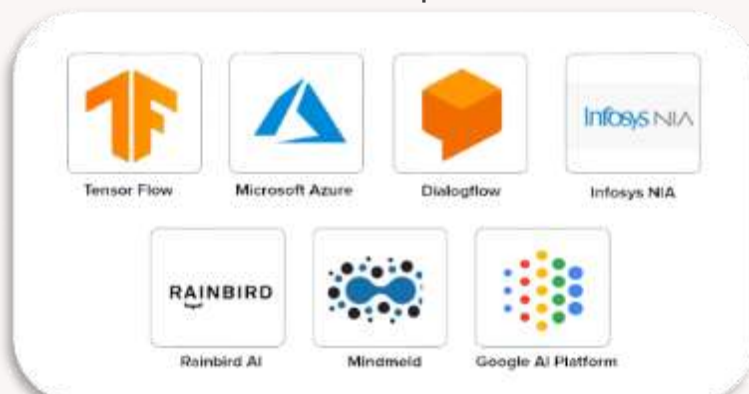 Infosys NIA
Tensor Flow
Microsoft Azure
Dialogflow
Infosys NIA
RAINBIRD
Rainbird AI
Mindmeld
Google AI Platform